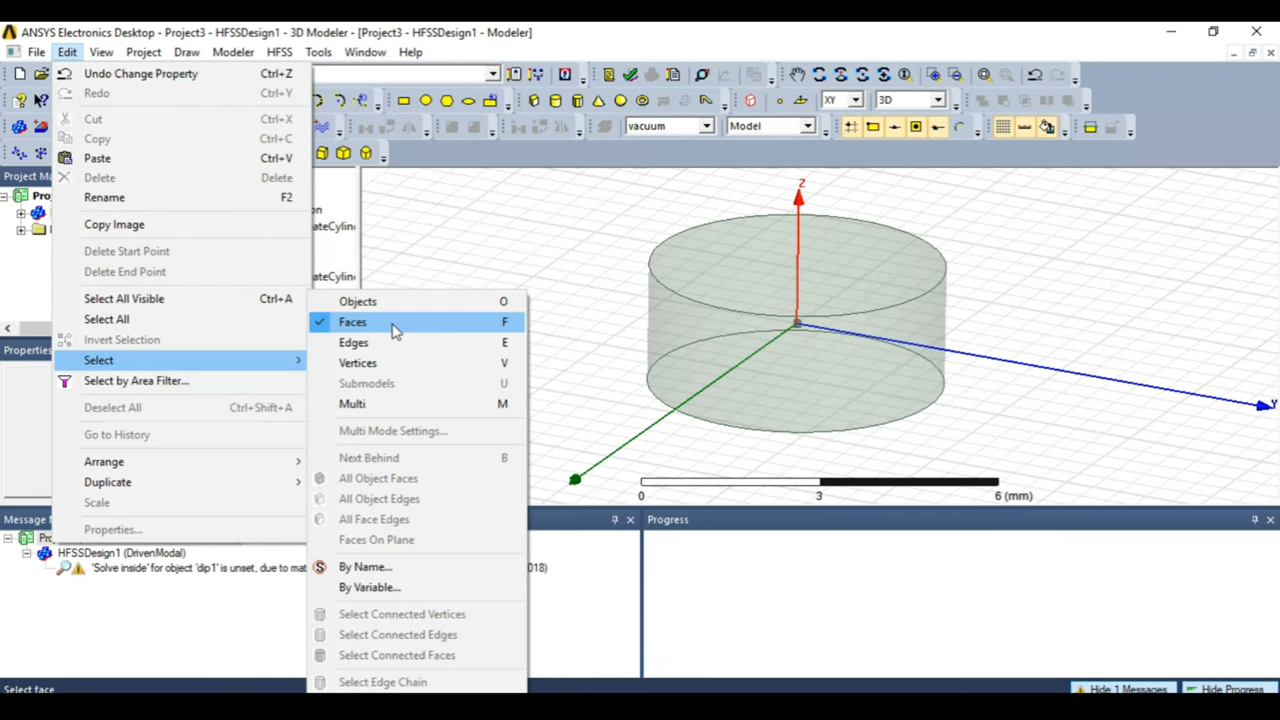 ANSYS Electronics Desktop - Project3 - HFSSDesign1 - 3D Modeler - [Project3 - HFSSDesign1 - Modeler]
File Edit View Project Draw Modeler HFSS Tools Window Help
Undo Change Property Ctrl+Z
Redo Ctrl+Y
XY 3D
Cut Ctrl+X
vacuum Model
Copy Ctrl+C
Paste Ctrl+V
Delete Delete
Project Ma
Rename F2
Pro
Copy Image
Delete Start Point
Delete End Point
Select All Visible Ctrl+A
Select All
Invert Selection
Properties
Select
Select by Area Filter...
Deselect All Ctrl+Shift+A
Go to History
Arrange
Duplicate
Scale
Properties...
Objects O
Faces F
Edges E
Vertices V
Submodels U
Multi M
Multi Mode Settings...
Next Behind B
All Object Faces
All Object Edges
All Face Edges
Faces On Plane
By Name...
By Variable...
Select Connected Vertices
Select Connected Edges
Select Connected Faces
Select Edge Chain
Z
Y
0 3 6 (mm)
Message
Progress
HFSSDesign1 (DrivenModal)
'Solve inside' for object 'dip1' is unset, due to mat
018)
Select face
Hide 1 Messages Hide Progress